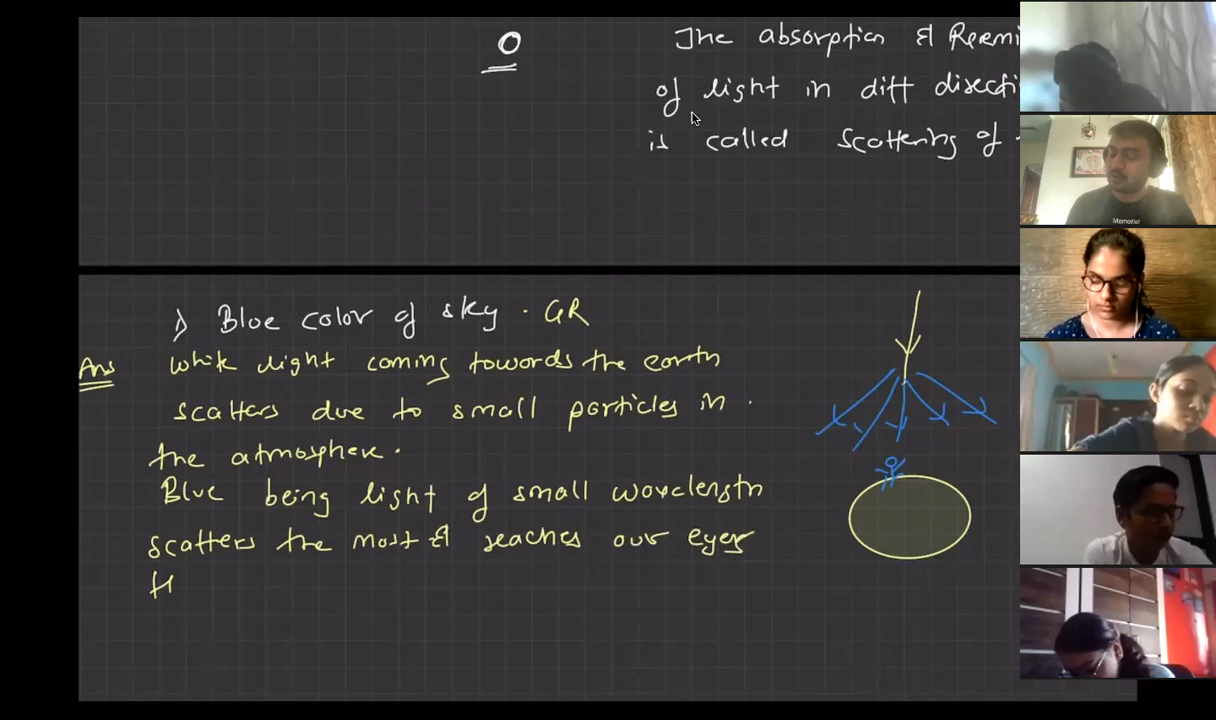 O
The absorption & Reemi
of light in diff directi
is called scattering of
1) Blue color of sky . GR
Ans White light coming towards the earth
scatters due to small particles in .
the atmosphere.
Blue being light of small wavelength
scatters the most & reaches our eyes
H